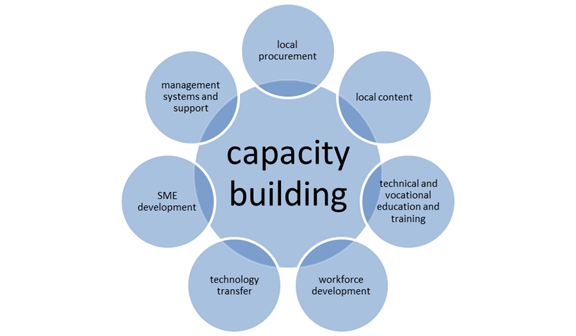 local
procurement
local content
technical and
vocational
education and
training
workforce
development
technology
transfer
SME
development
management
systems and
support
capacity
building